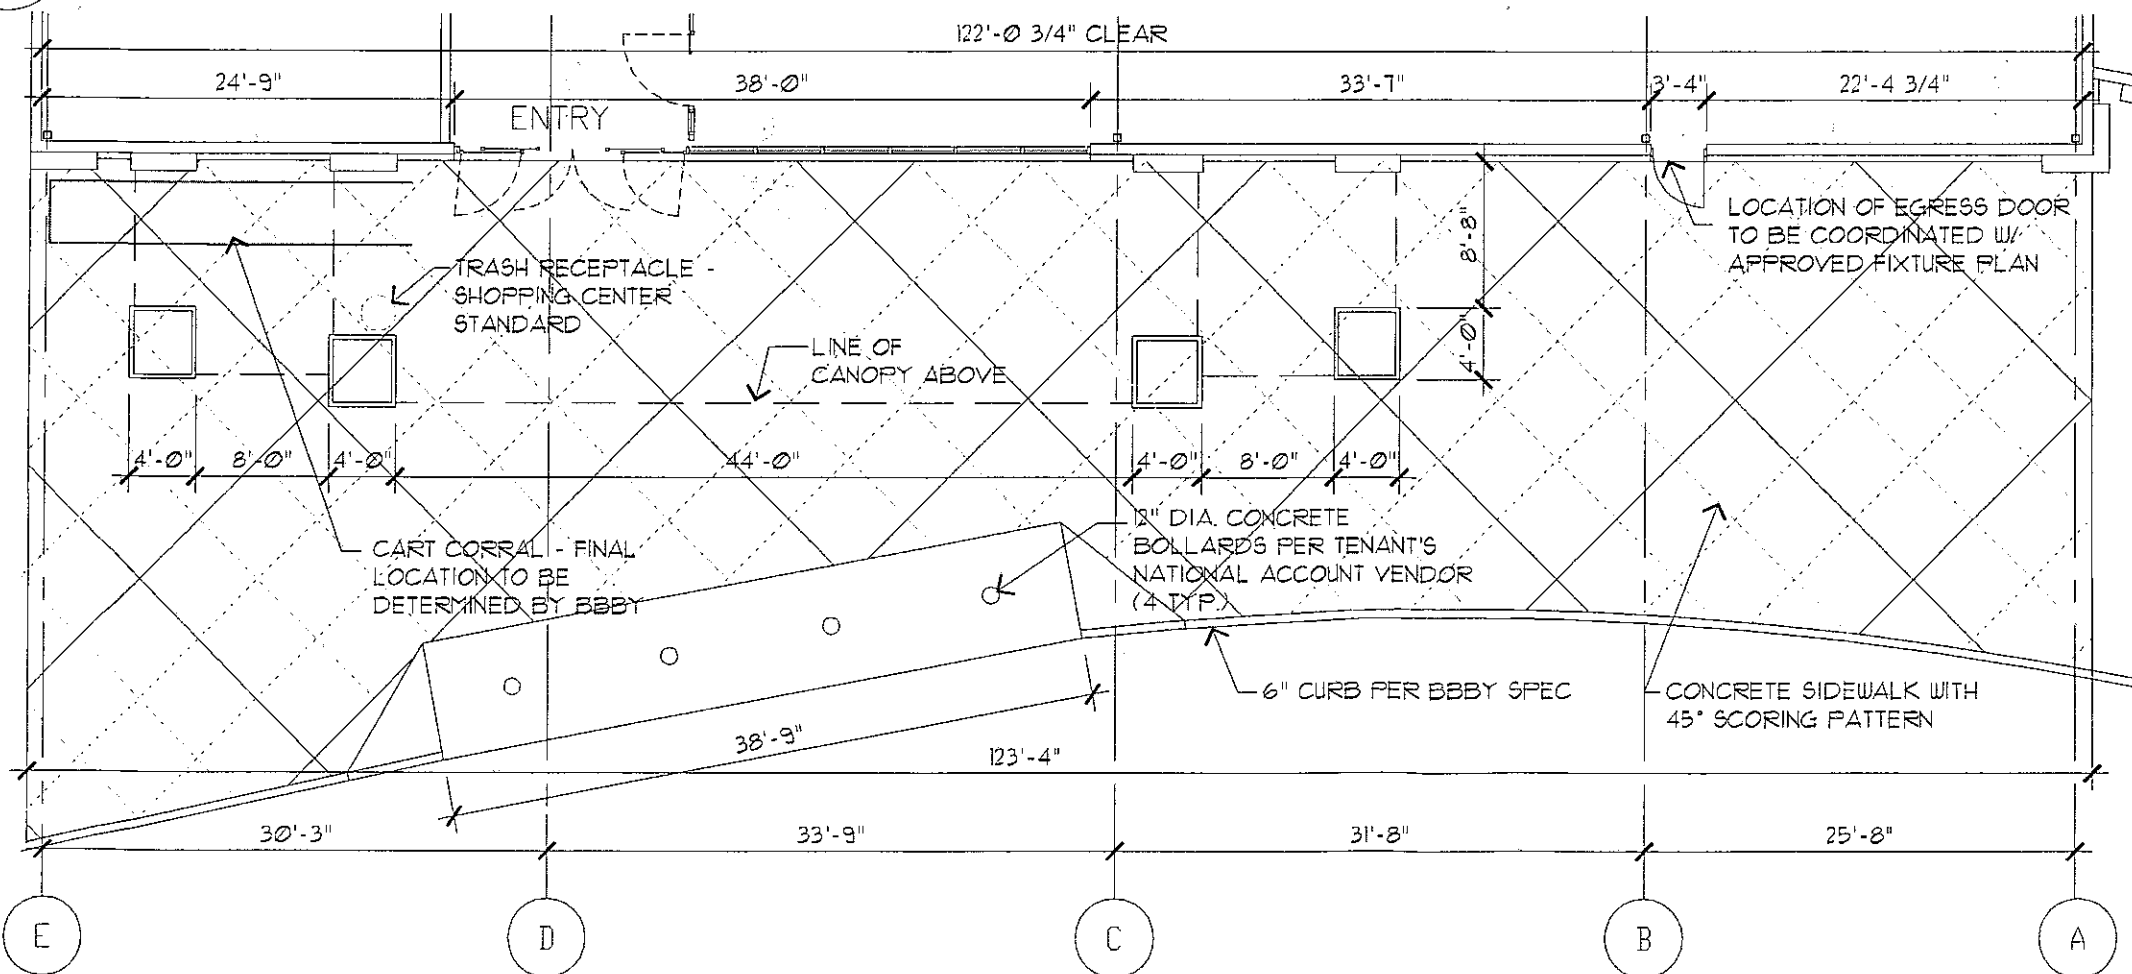 122'-0 3/4" CLEAR
24'-9"
38'-0"
33'-7"
3'-4"
22'-4 3/4"
ENTRY
LOCATION OF EGRESS DOOR
TO BE COORDINATED W/
APPROVED FIXTURE PLAN
8'-8"
4'-0"
TRASH RECEPTACLE -
SHOPPING CENTER
STANDARD
LINE OF
CANOPY ABOVE
4'-0"
8'-0"
4'-0"
44'-0"
4'-0"
8'-0"
4'-0"
12" DIA. CONCRETE
BOLLARDS PER TENANT'S
NATIONAL ACCOUNT VENDOR
(4 TYP.)
CART CORRAL - FINAL
LOCATION TO BE
DETERMINED BY BBBY
6" CURB PER BBBY SPEC
CONCRETE SIDEWALK WITH
45° SCORING PATTERN
38'-9"
123'-4"
30'-3"
33'-9"
31'-8"
25'-8"
E
D
C
B
A